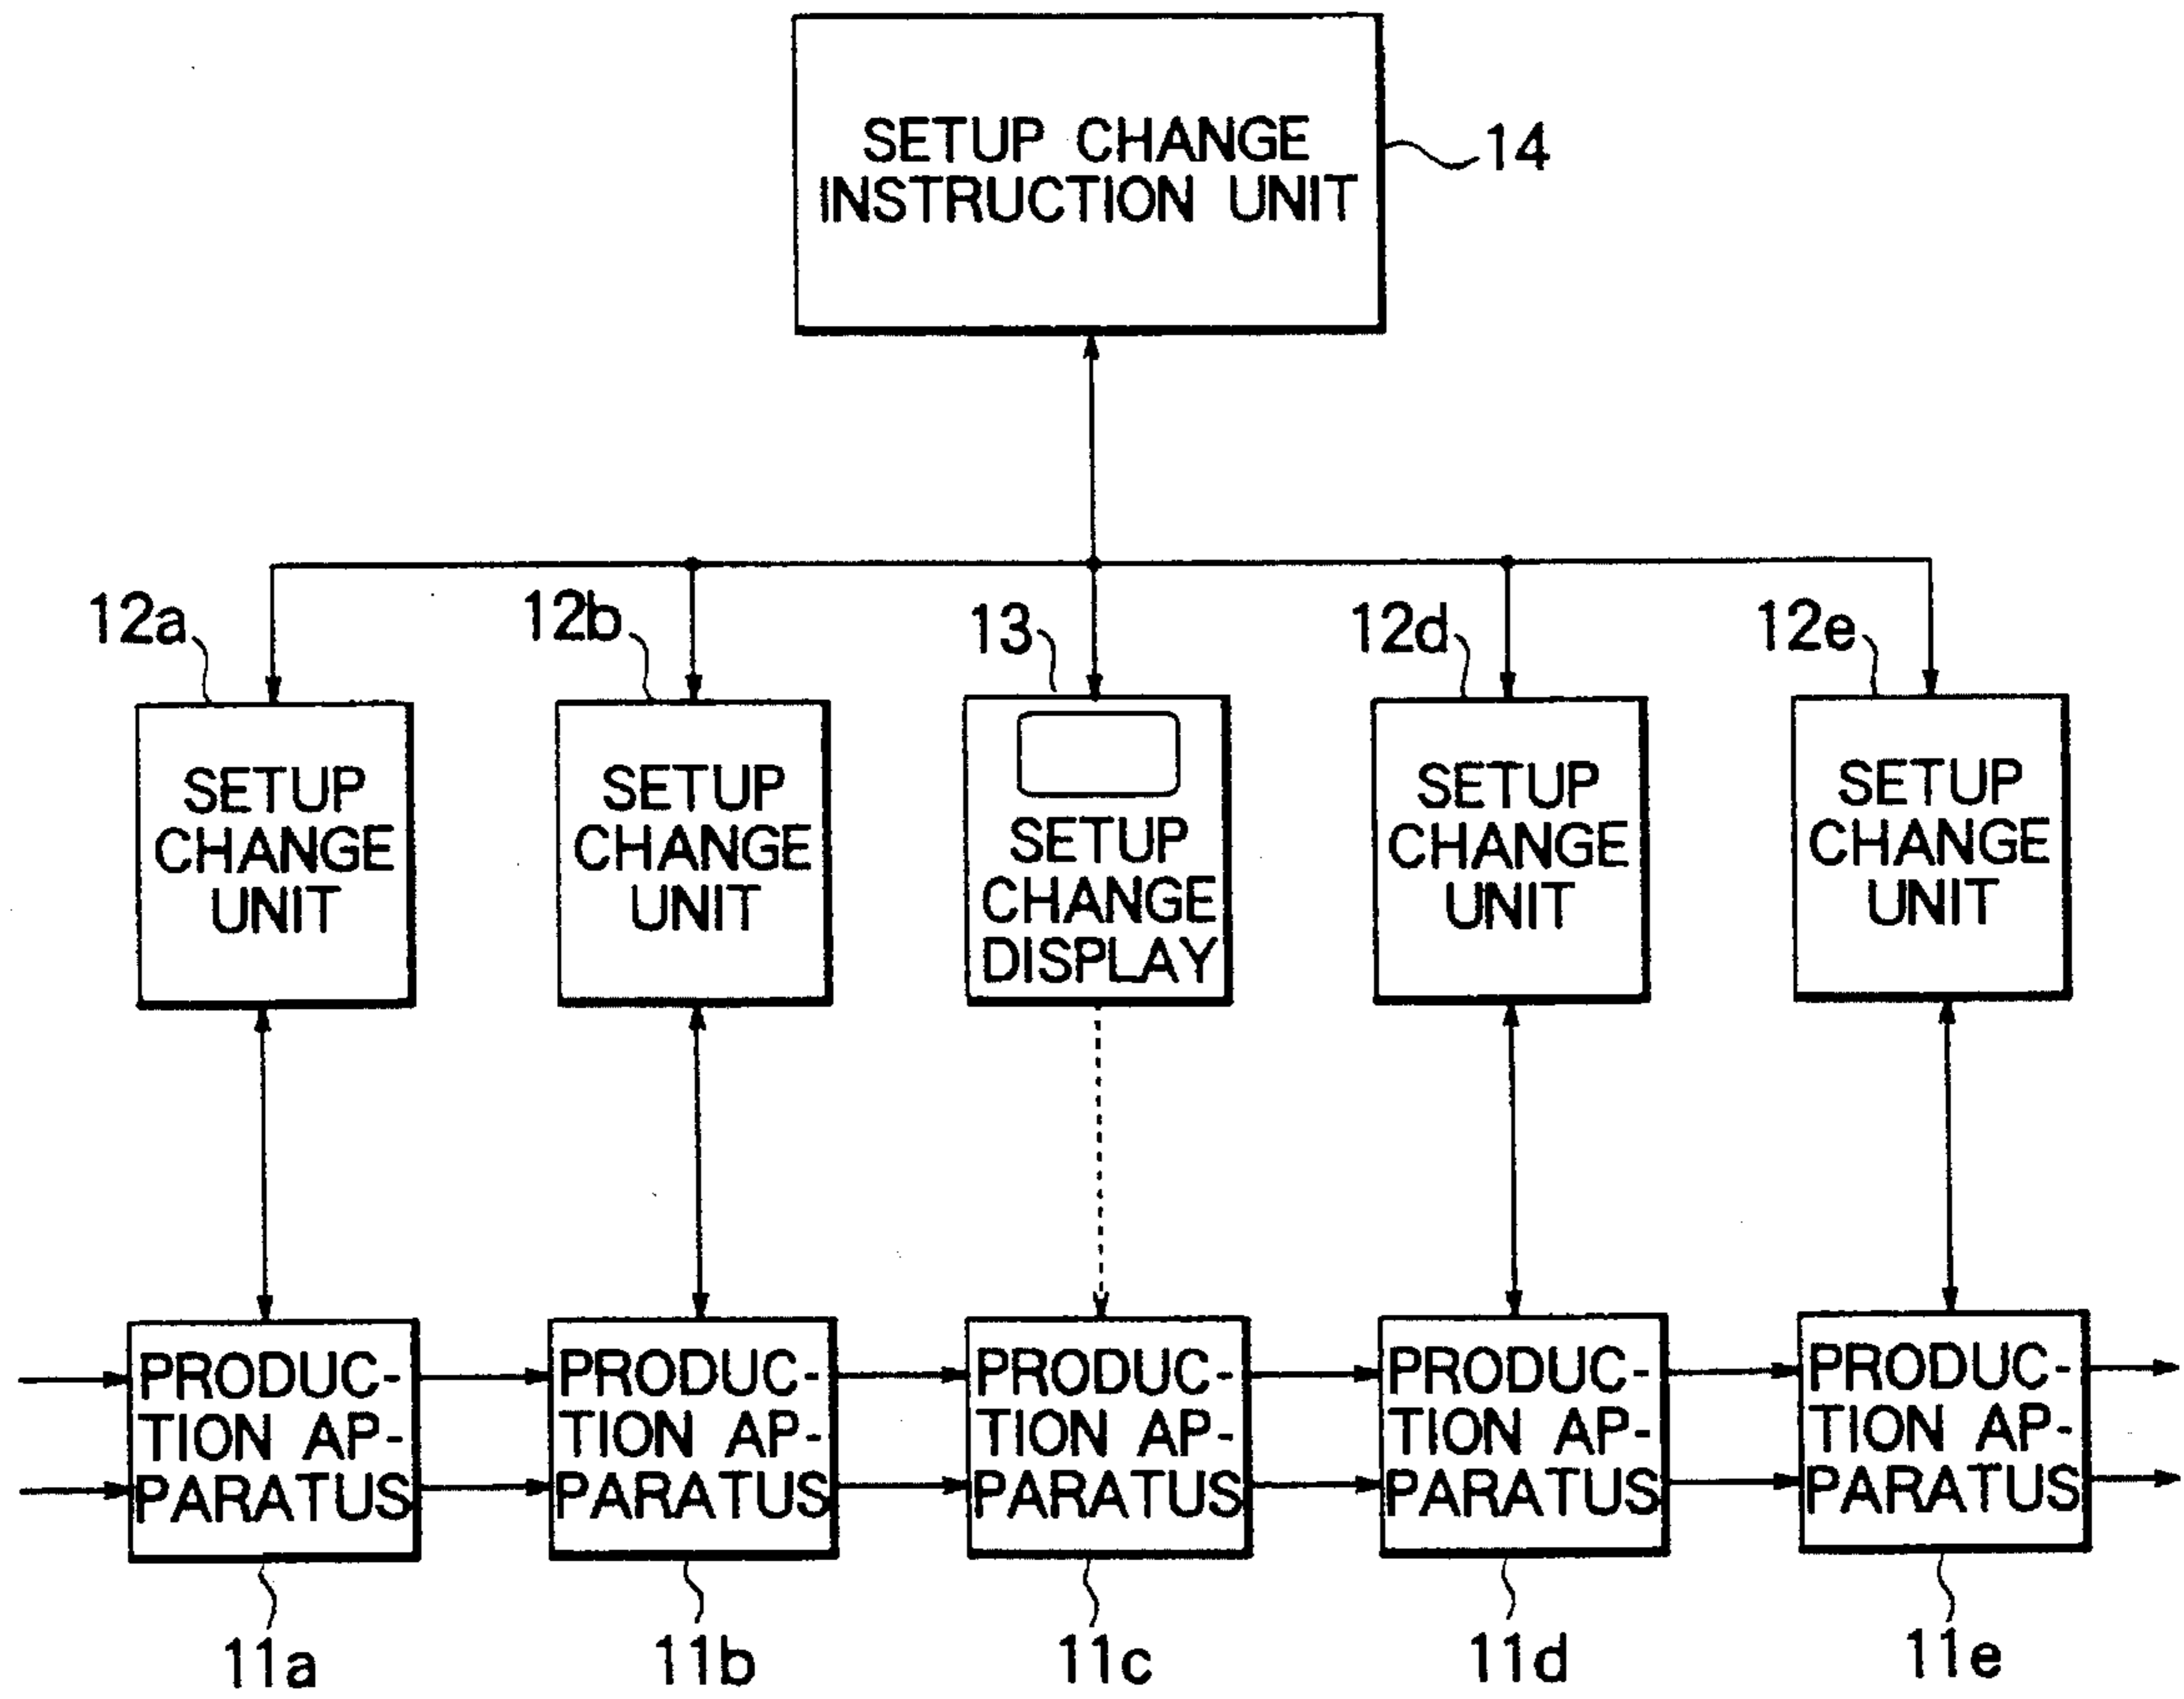 SETUP CHANGE
INSTRUCTION UNIT
14
12a
12b
13
12d
12e
SETUP
CHANGE
UNIT
SETUP
CHANGE
UNIT
SETUP
CHANGE
DISPLAY
SETUP
CHANGE
UNIT
SETUP
CHANGE
UNIT
PRODUC-
TION AP-
PARATUS
PRODUC-
TION AP-
PARATUS
PRODUC-
TION AP-
PARATUS
PRODUC-
TION AP-
PARATUS
PRODUC-
TION AP-
PARATUS
11a
11b
11c
11d
11e